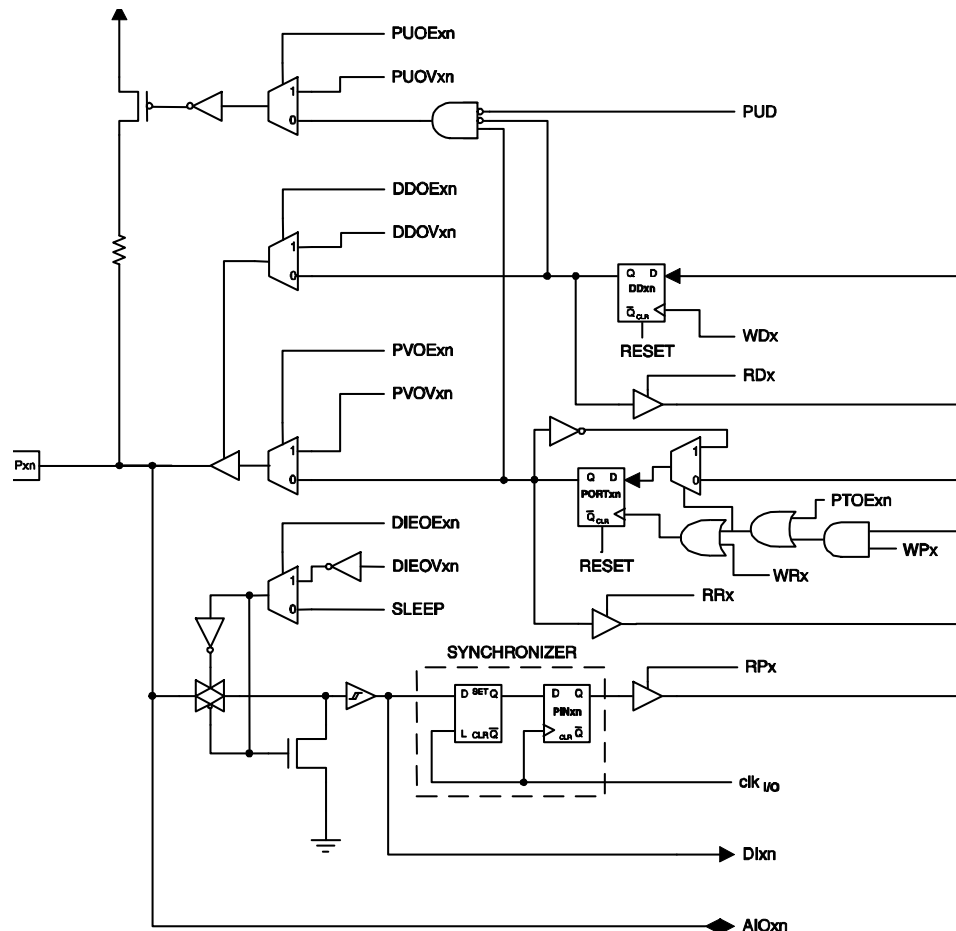 PUOExn
PUOVxn
1
0
PUD
DDOExn
DDOVxn
1
0
Q D
DDxn
Q CLR
WDx
RESET
RDx
PVOExn
PVOVxn
1
0
Pxn
1
0
Q D
PORTxn
Q CLR
PTOExn
WPx
RESET
WRx
RRx
DIEOExn
DIEOVxn
1
0
SLEEP
SYNCHRONIZER
RPx
D SET Q
L CLR Q
D Q
PINxn
CLR Q
clk I/O
DIxn
AIOxn